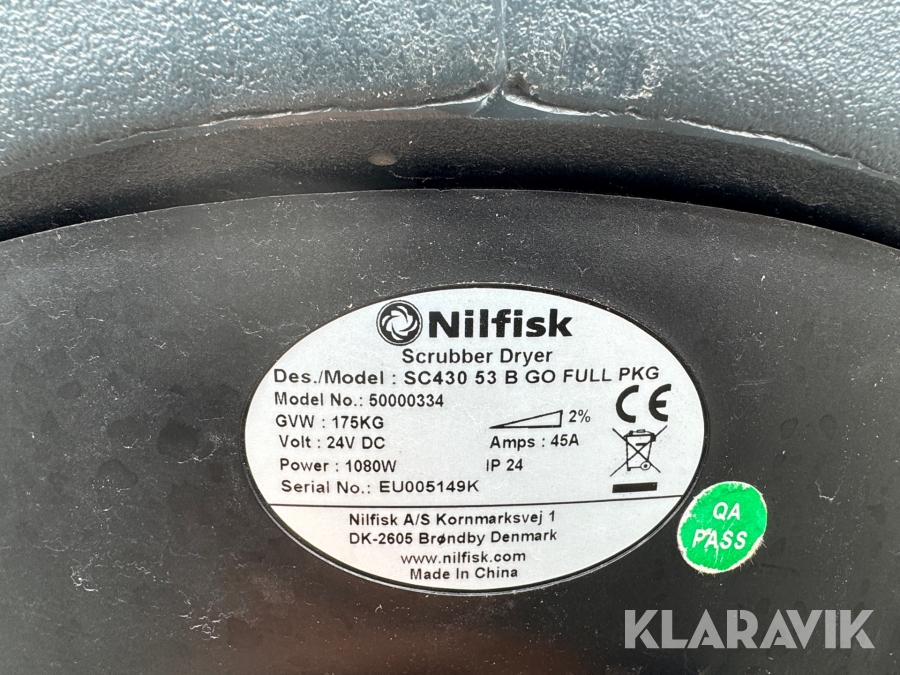 Nilfisk
Scrubber Dryer
Des./Model : SC430 53 B GO FULL PKG
Model No.: 50000334
GVW : 175KG
2%
Volt : 24V DC
Amps : 45A
Power : 1080W
IP 24
Serial No.: EU005149K
CE
Nilfisk A/S Kornmarksvej 1
DK-2605 Brøndby Denmark
www.nilfisk.com
Made In China
QA
PASS
KLARAVIK